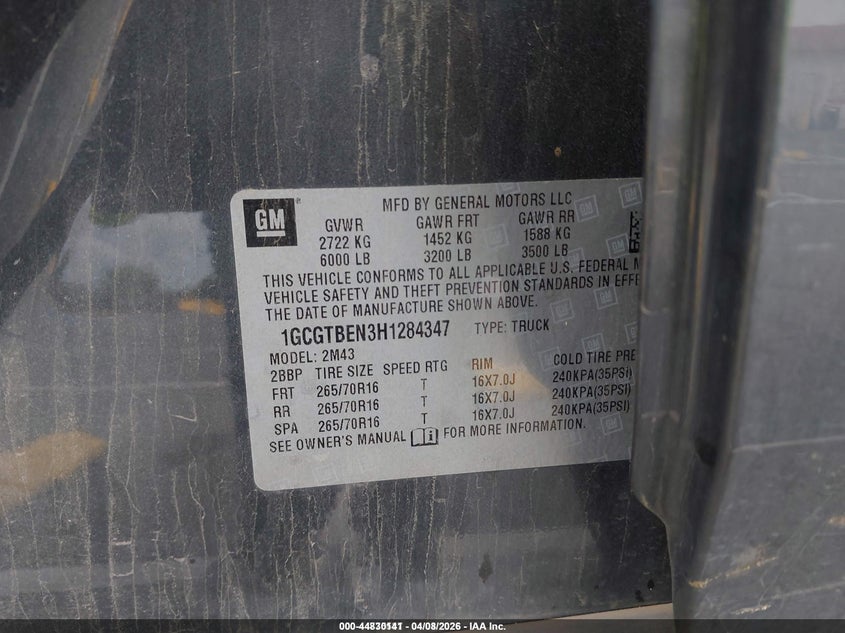 GM
MFD BY GENERAL MOTORS LLC
GVWR GAWR FRT GAWR RR
2722 KG 1452 KG 1588 KG
6000 LB 3200 LB 3500 LB
THIS VEHICLE CONFORMS TO ALL APPLICABLE U.S. FEDERAL M
VEHICLE SAFETY AND THEFT PREVENTION STANDARDS IN EFFE
THE DATE OF MANUFACTURE SHOWN ABOVE.
1GCGTBEN3H1284347 TYPE: TRUCK
MODEL: 2M43
2BBP TIRE SIZE SPEED RTG RIM COLD TIRE PRE
FRT 265/70R16 T 16X7.0J 240KPA(35PSI)
RR 265/70R16 T 16X7.0J 240KPA(35PSI)
SPA 265/70R16 T 16X7.0J 240KPA(35PSI)
SEE OWNER'S MANUAL FOR MORE INFORMATION.
04/08/2026 - IAA Inc.